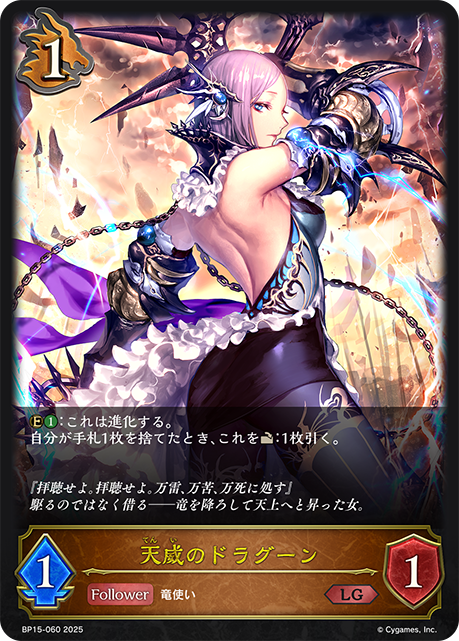 1
E 1：これは進化する。
自分が手札1枚を捨てたとき、これを：1枚引く。
『拝聴せよ。拝聴せよ。万雷、万苦、万死に処す』
駆るのではなく借る――竜を降ろして天上へと昇った女。
てんい
天威のドラグーン
1
Follower 竜使い
LG
1
BP15-060 2025
© Cygames, Inc.